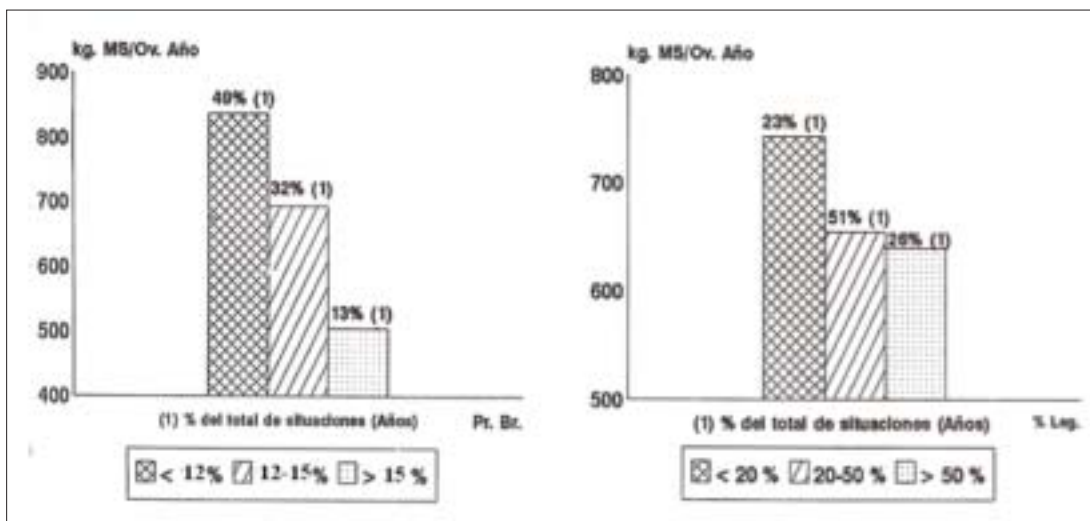 kg. MS/Ov. Año
900
800
700
600
500
400
49% (1)
32% (1)
13% (1)
(1) % del total de situaciones (Años)
Pr. Br.
< 12% 12-15% > 15 %
kg. MS/Ov. Año
800
700
600
500
23% (1)
51% (1)
26% (1)
(1) % del total de situaciones (Años)
% Leg.
< 20 % 20-50 % > 50 %